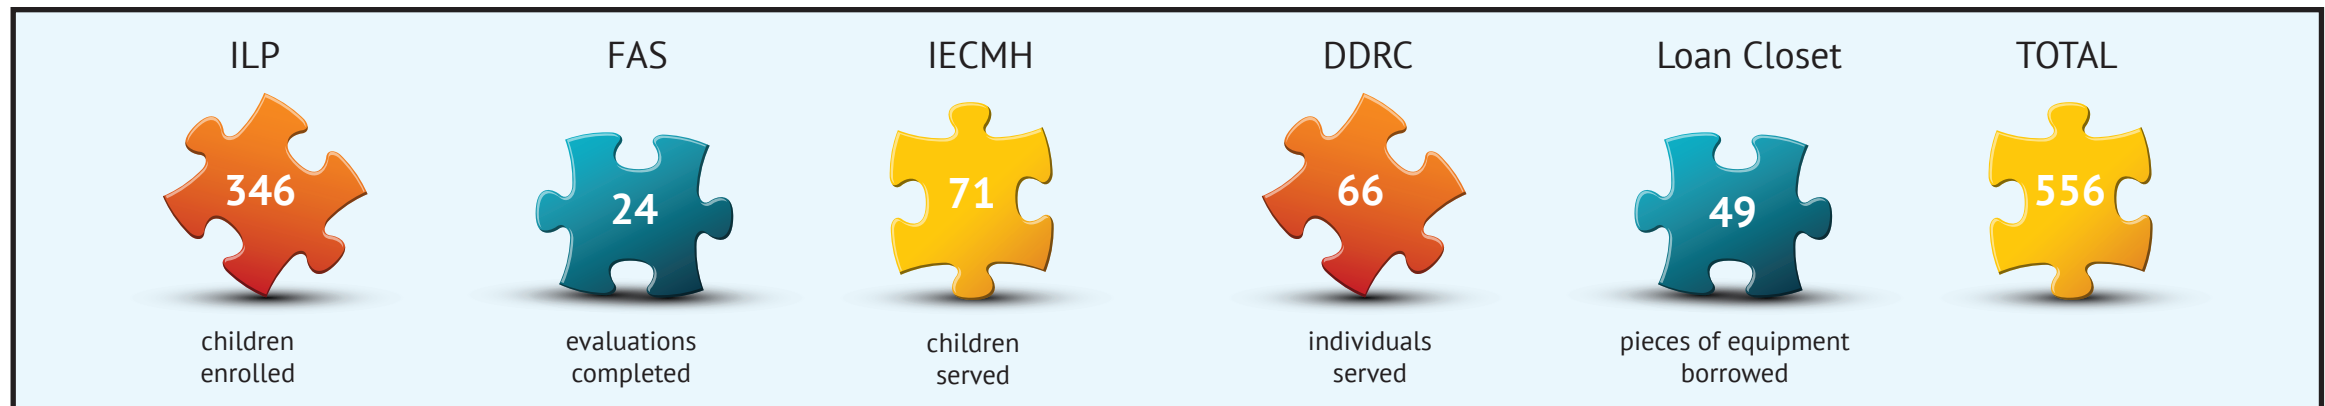 ILP
FAS
IECMH
DDRC
Loan Closet
TOTAL
346
24
71
66
49
556
children
enrolled
evaluations
completed
children
served
individuals
served
pieces of equipment
borrowed